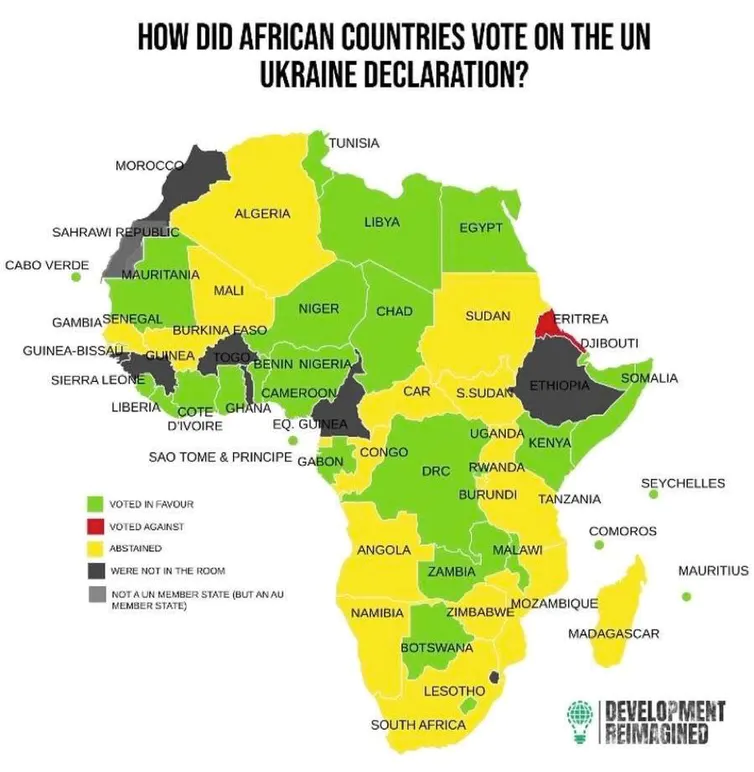 HOW DID AFRICAN COUNTRIES VOTE ON THE UN
UKRAINE DECLARATION?
TUNISIA
MOROCCO
ALGERIA
LIBYA
EGYPT
SAHRAWI REPUBLIC
CABO VERDE
MAURITANIA
MALI
NIGER
CHAD
SUDAN
ERITREA
GAMBIA
SENEGAL
BURKINA FASO
DJIBOUTI
GUINEA-BISSAU
GUINEA
TOGO
BENIN
NIGERIA
SIERRA LEONE
CAMEROON
CAR
S.SUDAN
ETHIOPIA
SOMALIA
LIBERIA
COTE
D'IVOIRE
GHANA
EQ. GUINEA
UGANDA
KENYA
SAO TOME & PRINCIPE
GABON
CONGO
DRC
RWANDA
BURUNDI
TANZANIA
SEYCHELLES
VOTED IN FAVOUR
VOTED AGAINST
ABSTAINED
WERE NOT IN THE ROOM
NOT A UN MEMBER STATE (BUT AN AU
MEMBER STATE)
COMOROS
ANGOLA
MALAWI
ZAMBIA
MAURITIUS
NAMIBIA
ZIMBABWE
MOZAMBIQUE
MADAGASCAR
BOTSWANA
LESOTHO
SOUTH AFRICA
DEVELOPMENT
REIMAGINED